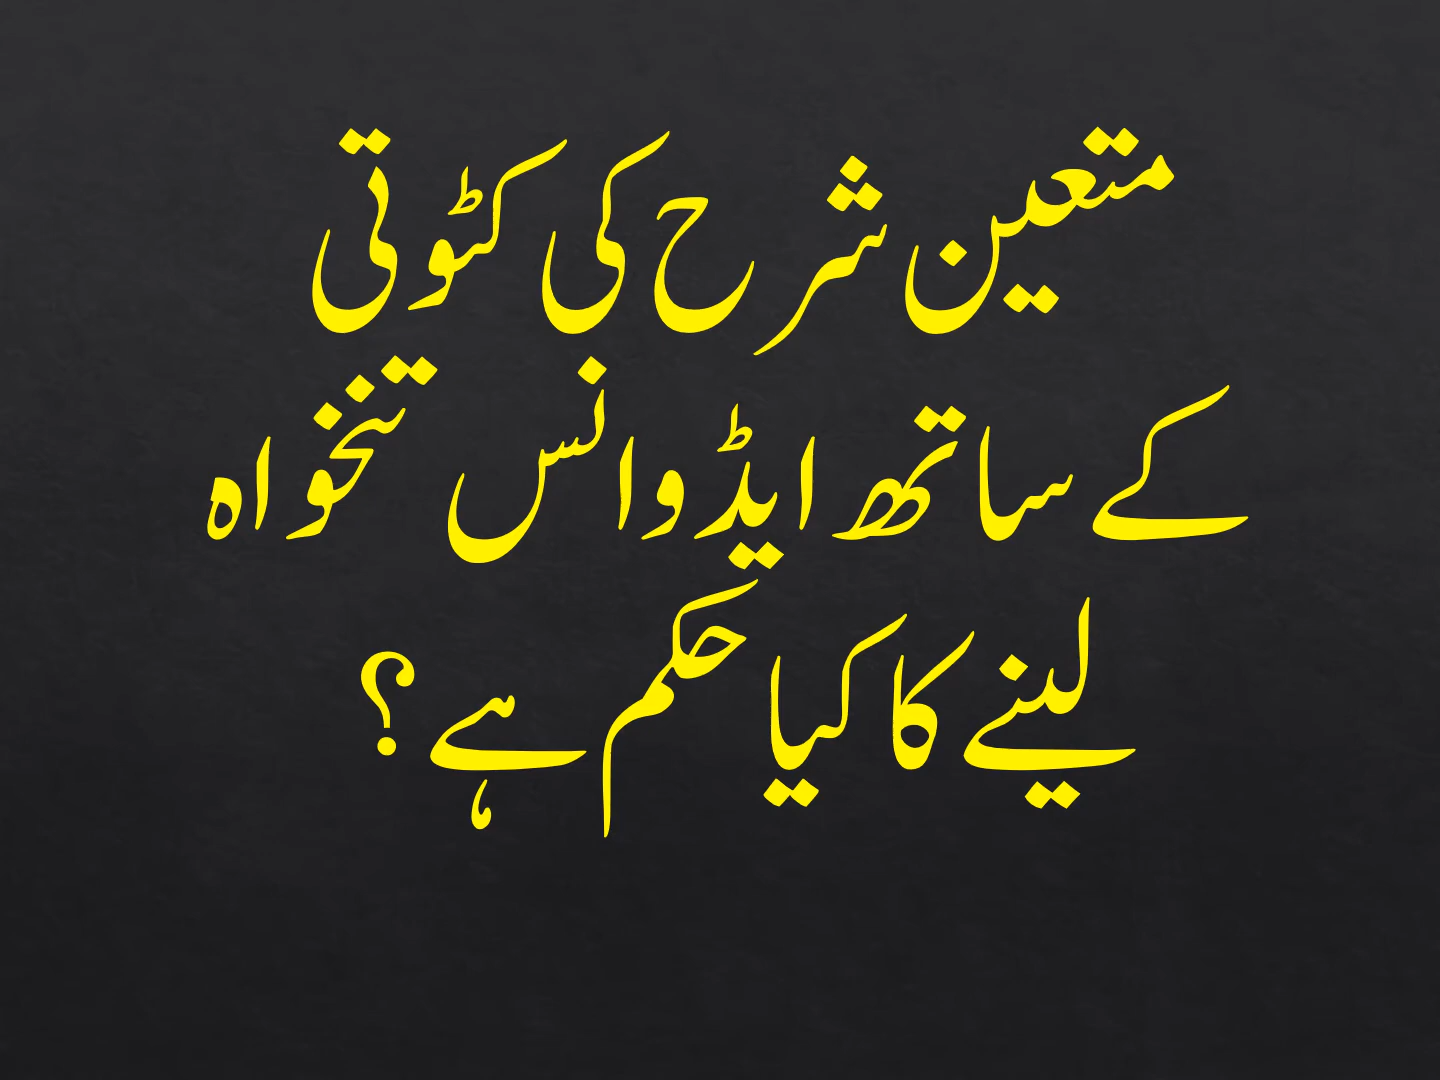 متعین شرح کی کٹوتی
کے ساتھ ایڈوانس تنخواہ
لینے کا کیا حکم ہے؟